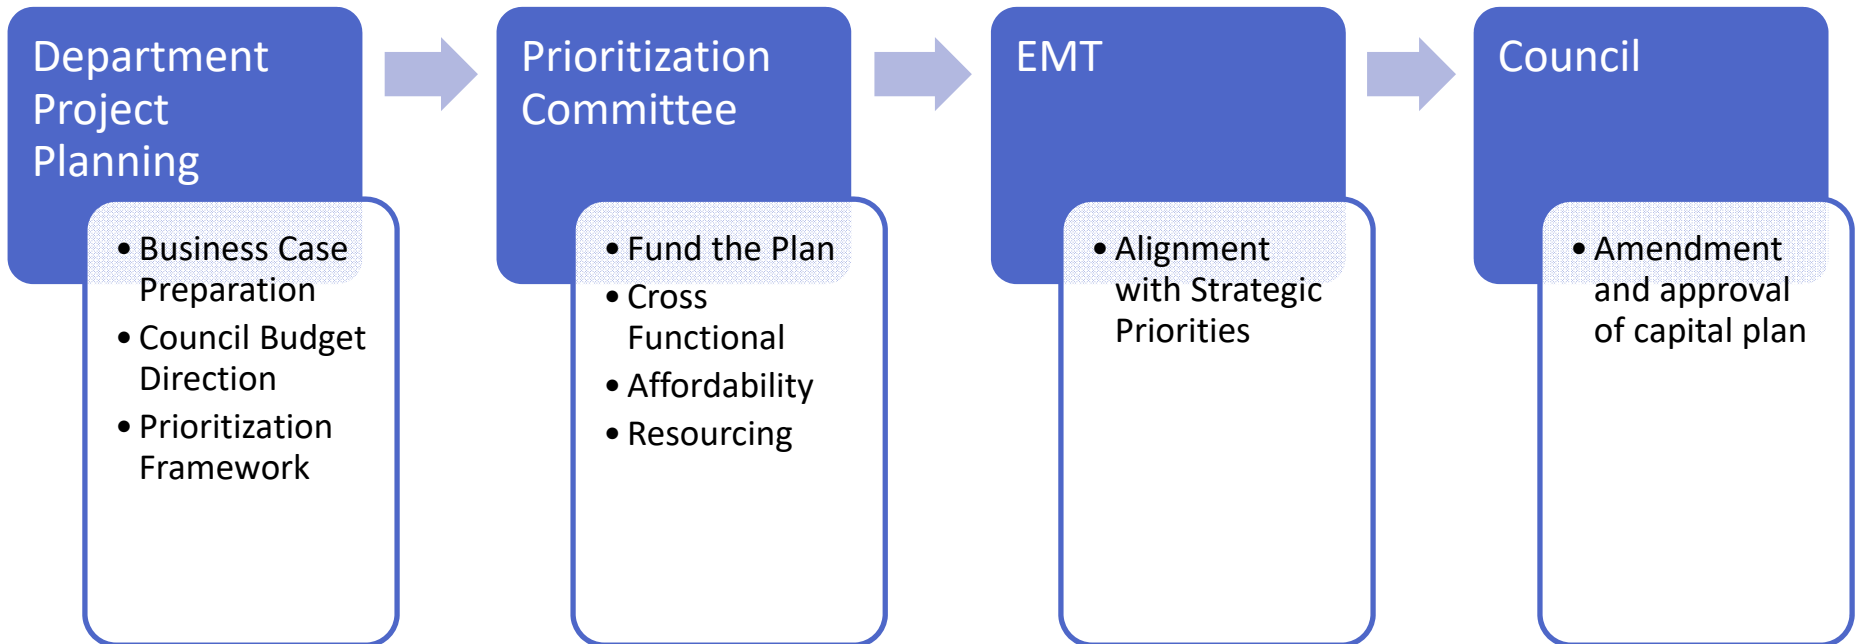 Department
Project
Planning
• Business Case
Preparation
• Council Budget
Direction
• Prioritization
Framework
Prioritization
Committee
• Fund the Plan
• Cross
Functional
• Affordability
• Resourcing
EMT
• Alignment
with Strategic
Priorities
Council
• Amendment
and approval
of capital plan